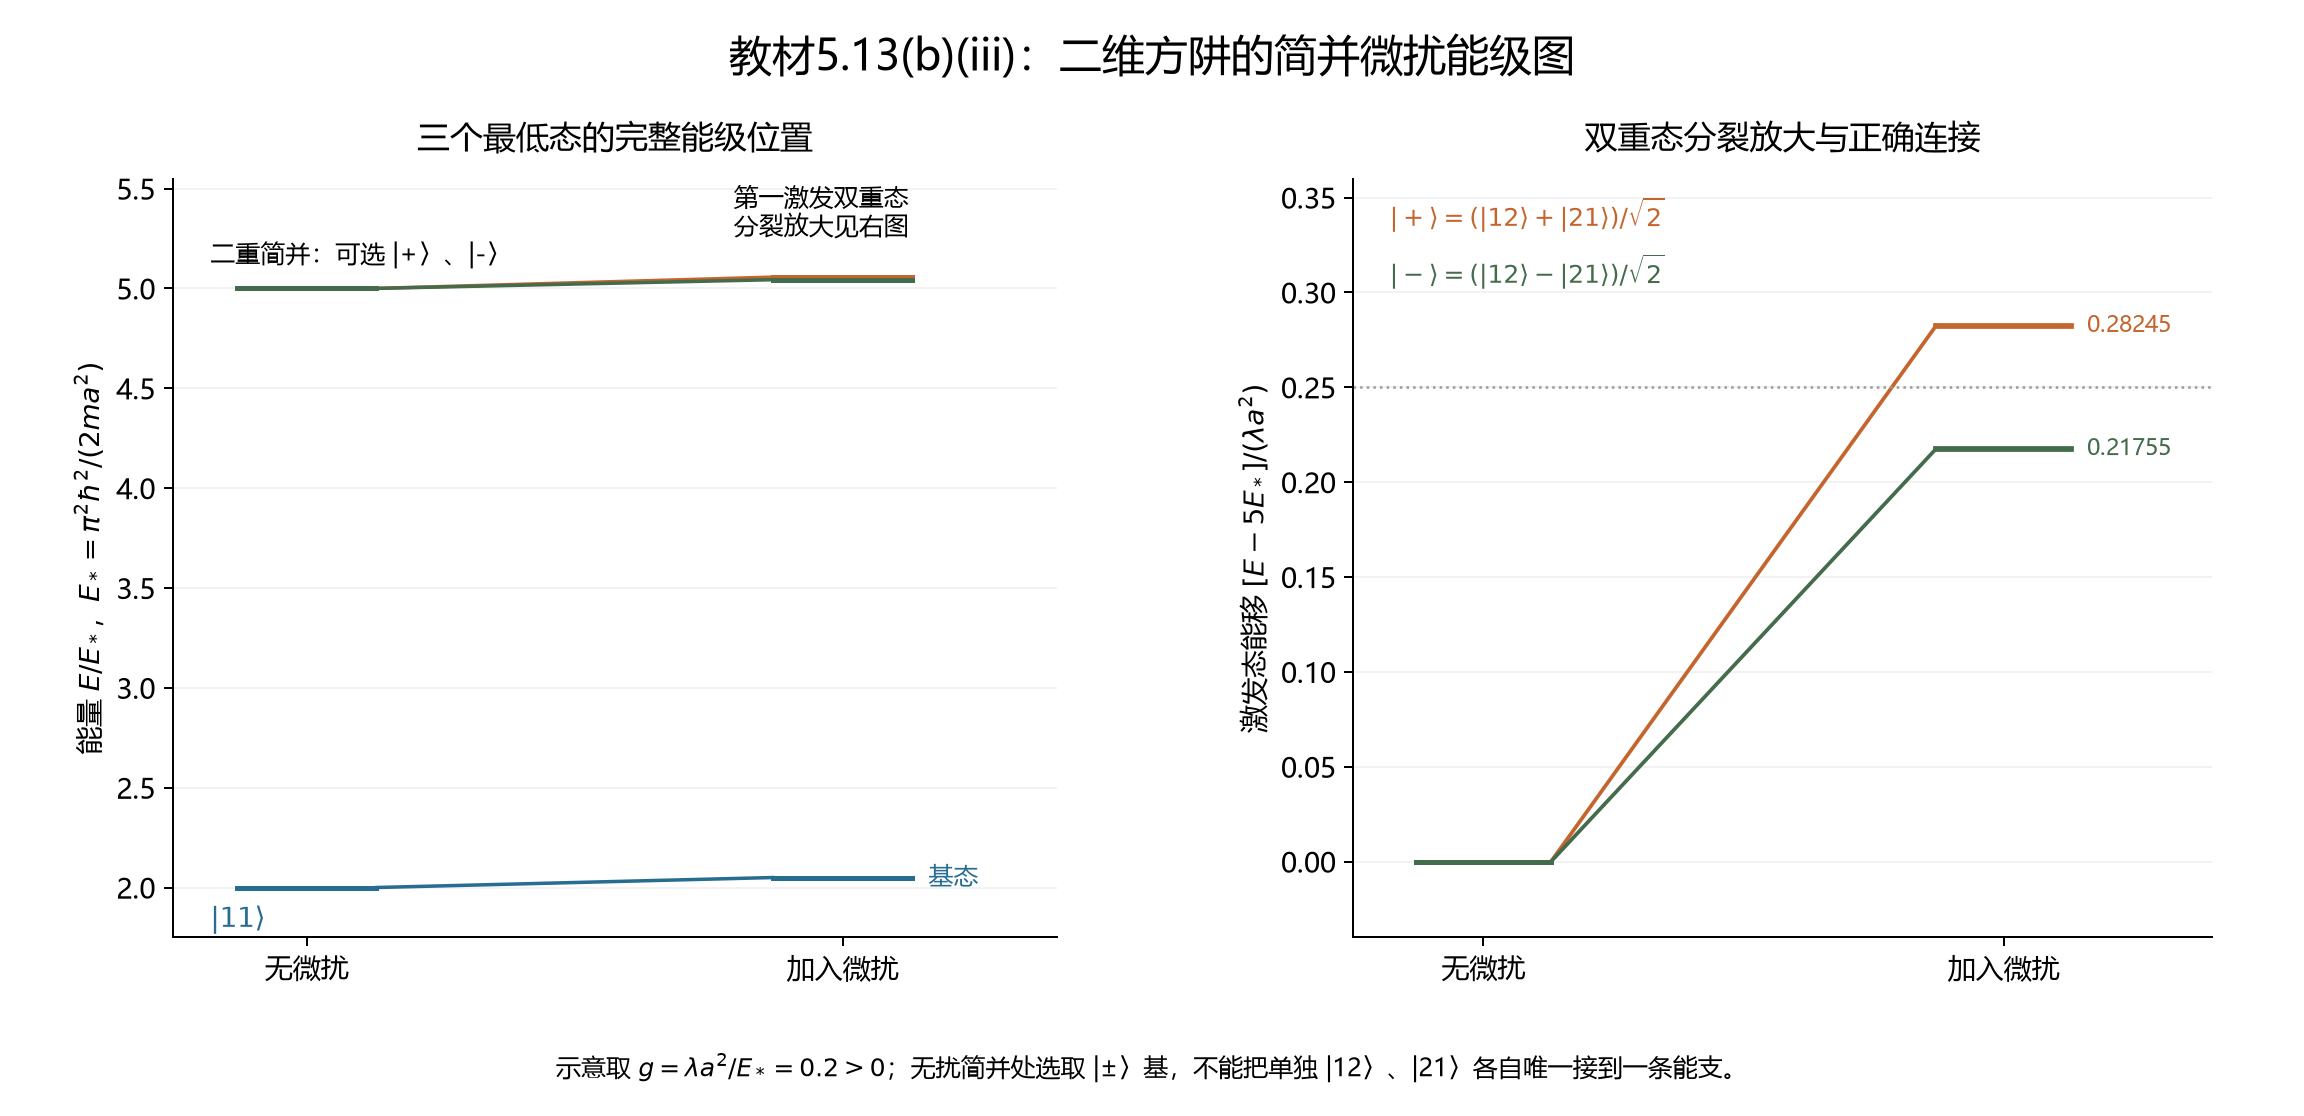 教材5.13(b)(iii)：二维方阱的简并微扰能级图
三个最低态的完整能级位置
能量 E/E*，E* = π²ħ²/(2ma²)
5.5
5.0
4.5
4.0
3.5
3.0
2.5
2.0
第一激发双重态
分裂放大见右图
二重简并：可选 |+⟩、|-⟩
基态
|11⟩
无微扰
加入微扰
双重态分裂放大与正确连接
激发态能移 [E − 5E*]/(λa²)
0.35
0.30
0.25
0.20
0.15
0.10
0.05
0.00
| + ⟩ = (|12⟩ + |21⟩)/√2
| − ⟩ = (|12⟩ − |21⟩)/√2
0.28245
0.21755
无微扰
加入微扰
示意取 g = λa²/E* = 0.2 > 0；无扰简并处选取 |±⟩ 基，不能把单独 |12⟩、|21⟩ 各自唯一接到一条能支。